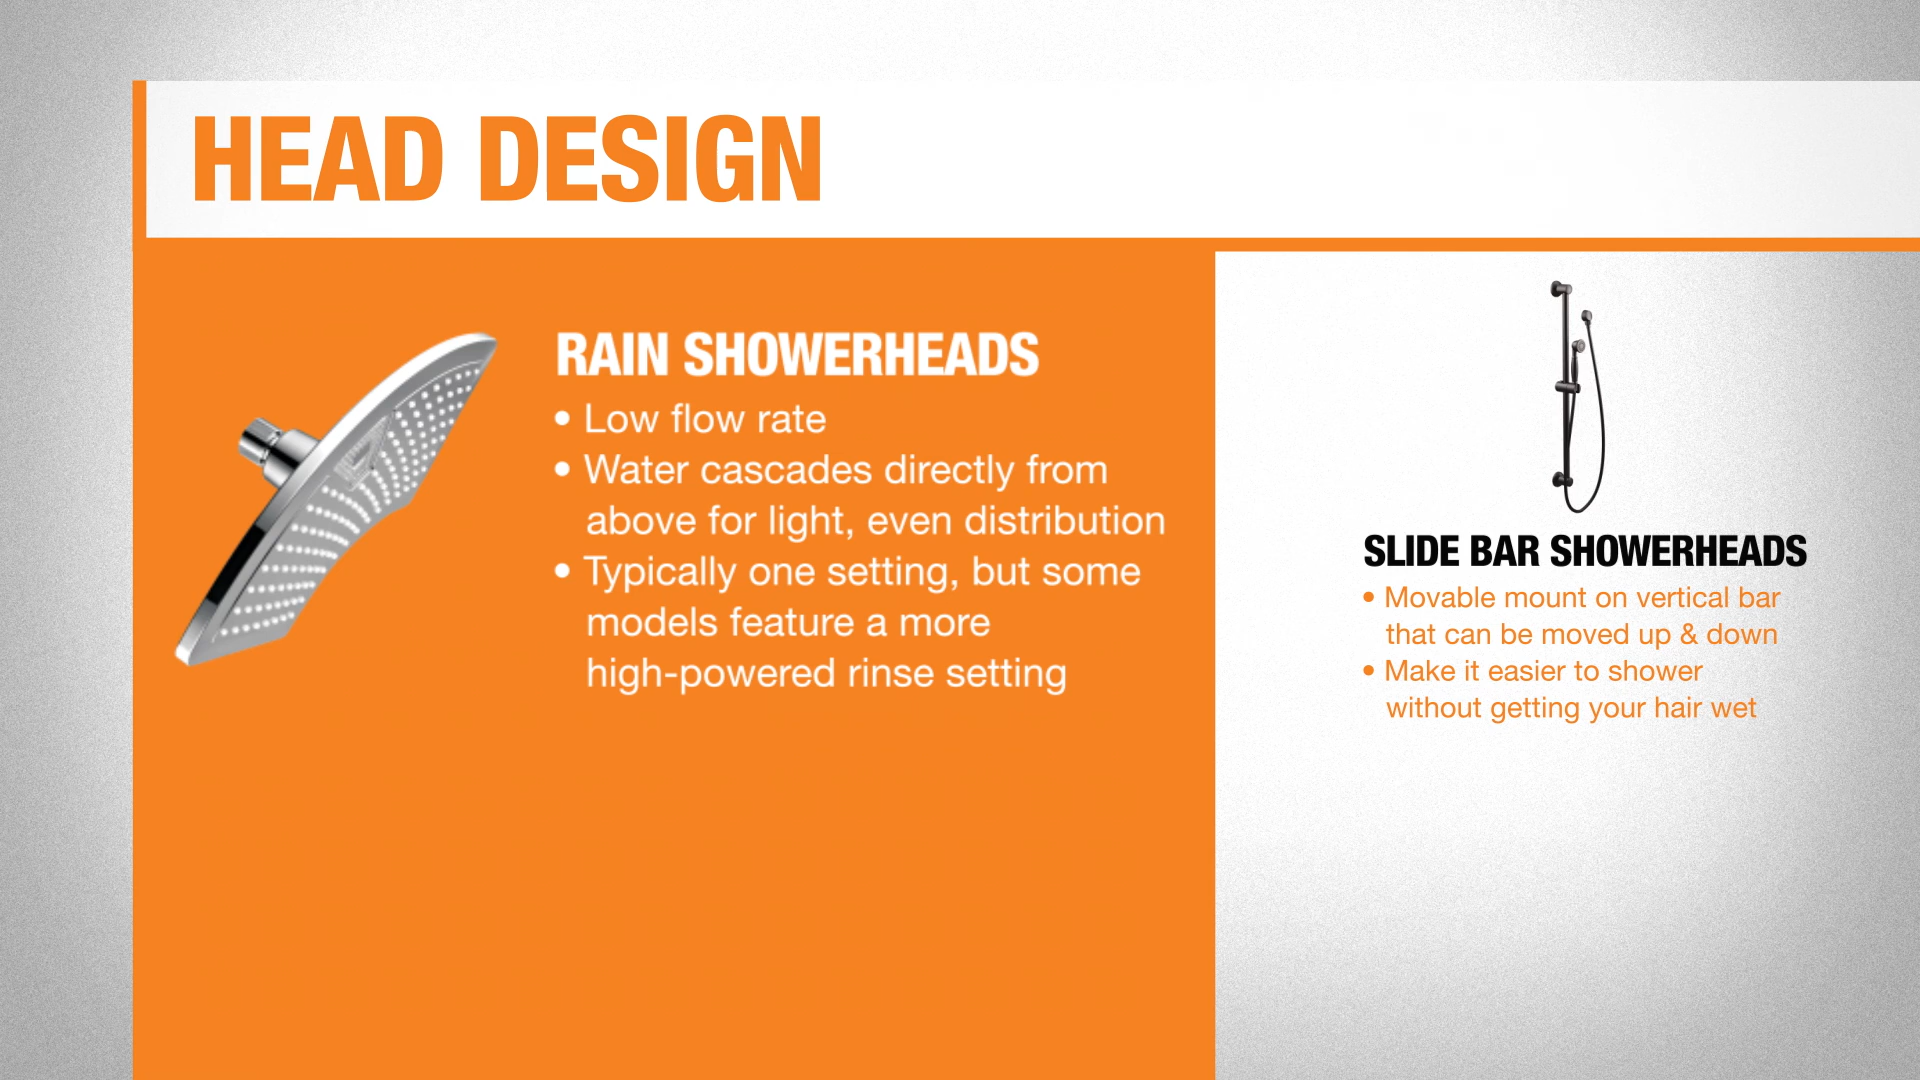 HEAD DESIGN
RAIN SHOWERHEADS
• Low flow rate
• Water cascades directly from
above for light, even distribution
• Typically one setting, but some
models feature a more
high-powered rinse setting
SLIDE BAR SHOWERHEADS
• Movable mount on vertical bar
that can be moved up & down
• Make it easier to shower
without getting your hair wet